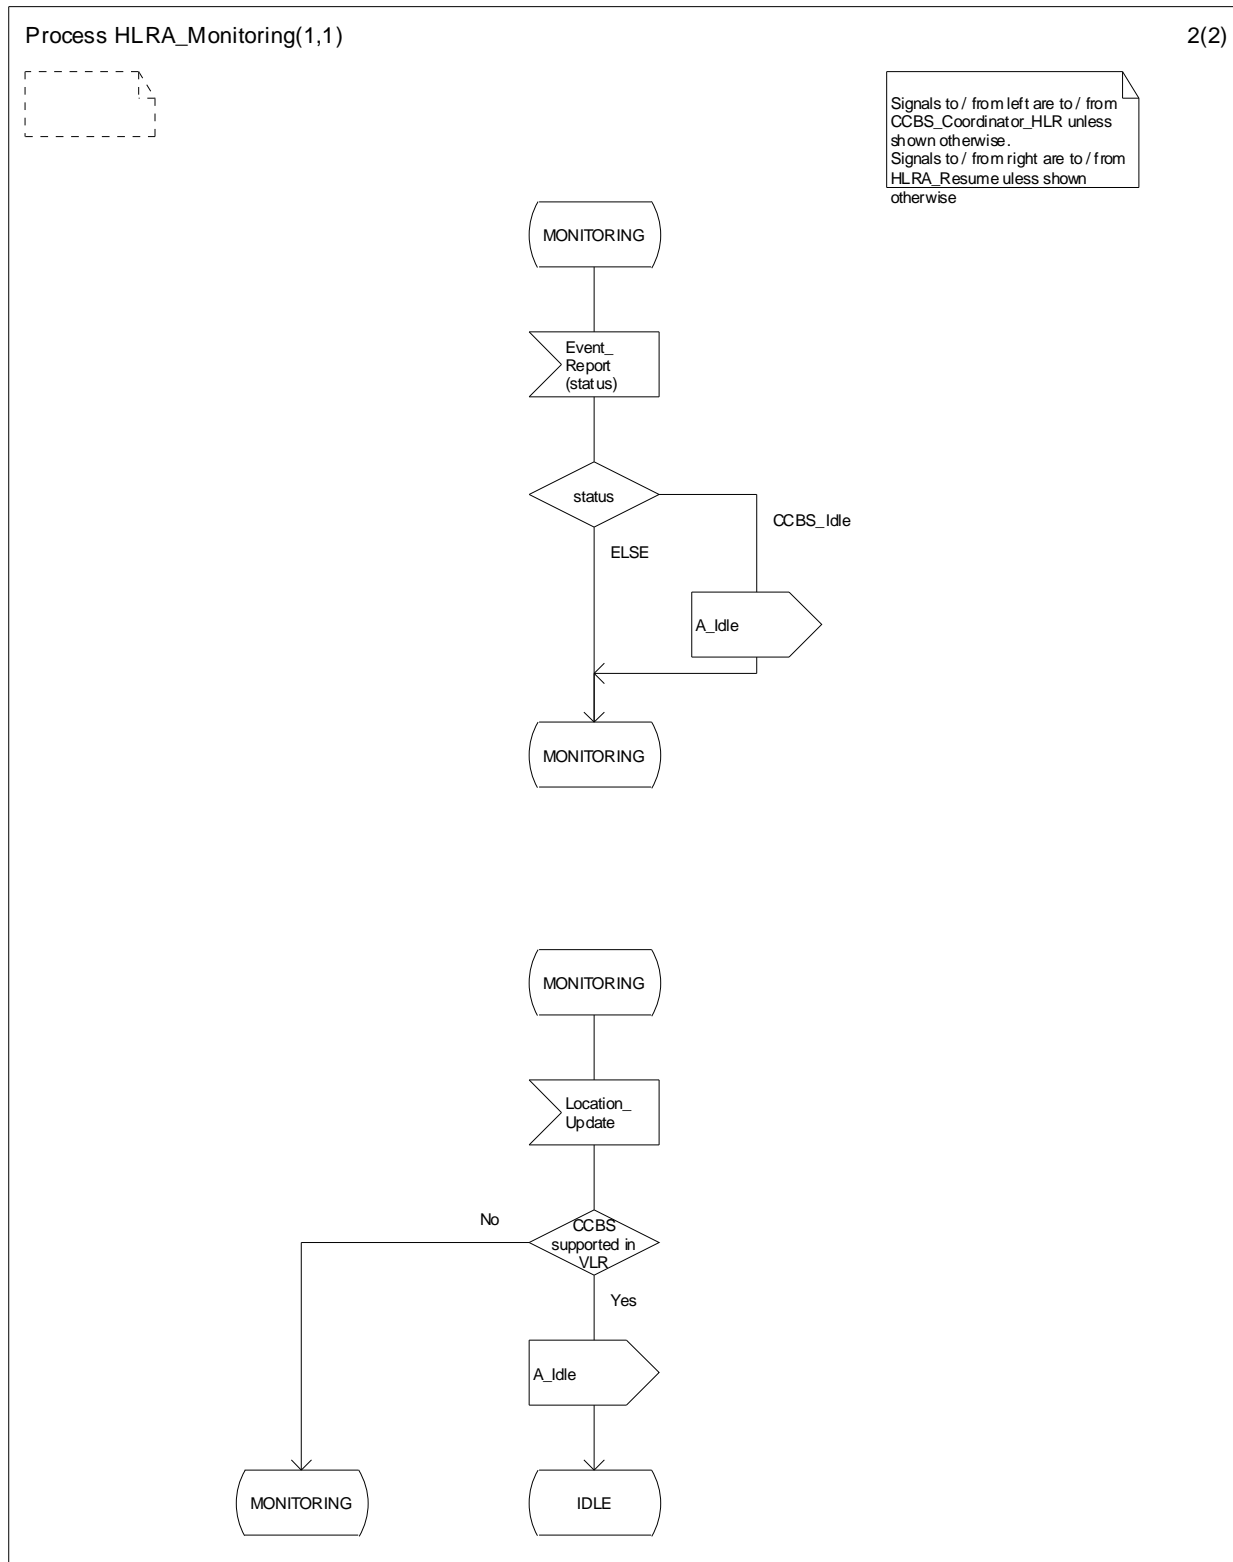 Process HLRA_Monitoring(1,1)
2(2)
Signals to / from left are to / from
CCBS_Coordinator_HLR unless
shown otherwise.
Signals to / from right are to / from
HLRA_Resume uless shown
otherwise
MONITORING
Event_
Report
(status)
status
CCBS_Idle
ELSE
A_Idle
MONITORING
MONITORING
Location_
Update
No
CCBS
supported in
VLR
Yes
A_Idle
MONITORING
IDLE